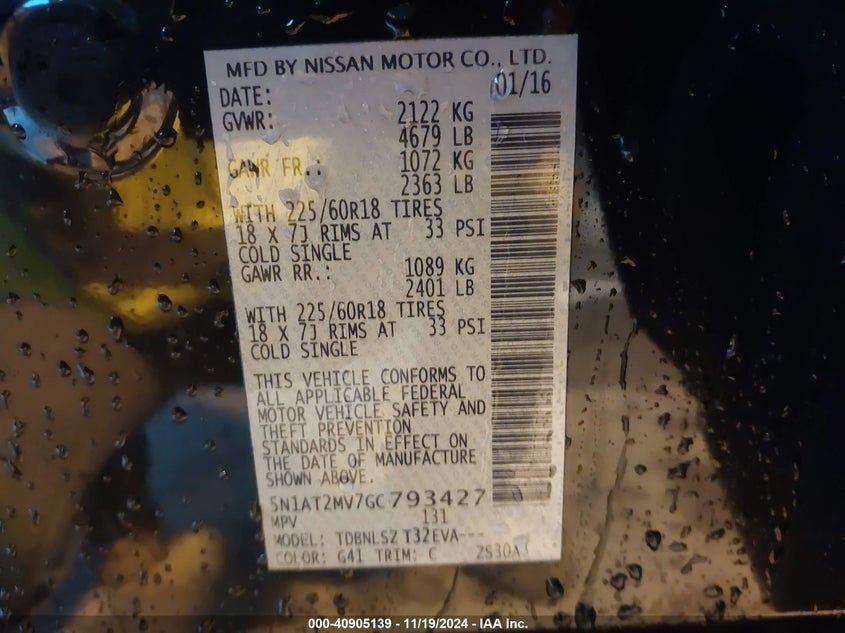 MFD BY NISSAN MOTOR CO., LTD.
DATE: 01/16
GVWR: 2122 KG
4679 LB
GAWR FR.: 1072 KG
2363 LB
WITH 225/60R18 TIRES
18 X 7J RIMS AT 33 PSI
COLD SINGLE
GAWR RR.: 1089 KG
2401 LB
WITH 225/60R18 TIRES
18 X 7J RIMS AT 33 PSI
COLD SINGLE
THIS VEHICLE CONFORMS TO
ALL APPLICABLE FEDERAL
MOTOR VEHICLE SAFETY AND
THEFT PREVENTION
STANDARDS IN EFFECT ON
THE DATE OF MANUFACTURE
SHOWN ABOVE.
5N1AT2MV7GC793427
MPV 131
MODEL: TDBNLSZ T32EVA---
COLOR: G41 TRIM: C
000-40905139 - 11/19/2024 - IAA Inc.